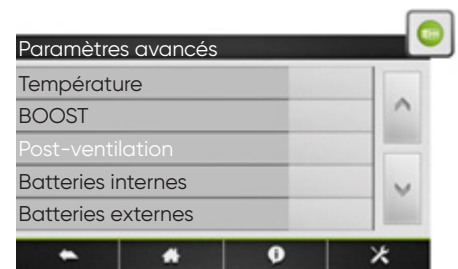 Paramètres avancés
Température
BOOST
Post-ventilation
Batteries internes
Batteries externes